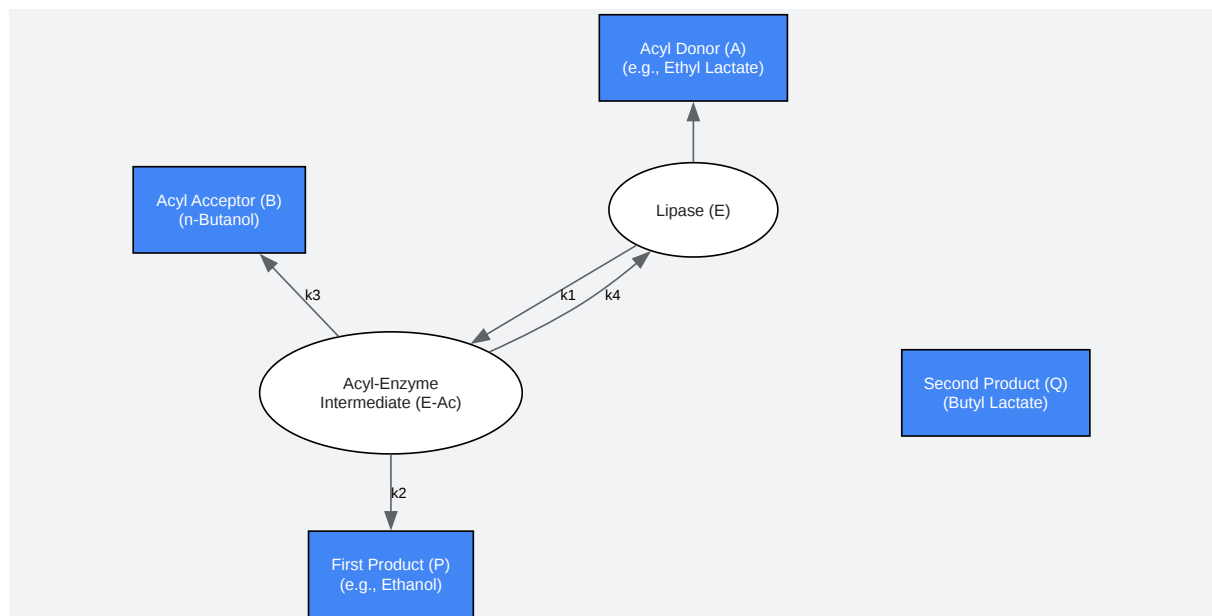 Acyl Donor (A)
(e.g., Ethyl Lactate)
Acyl Acceptor (B)
(n-Butanol)
Lipase (E)
k3
k1
k4
Acyl-Enzyme
Intermediate (E-Ac)
Second Product (Q)
(Butyl Lactate)
k2
First Product (P)
(e.g., Ethanol)